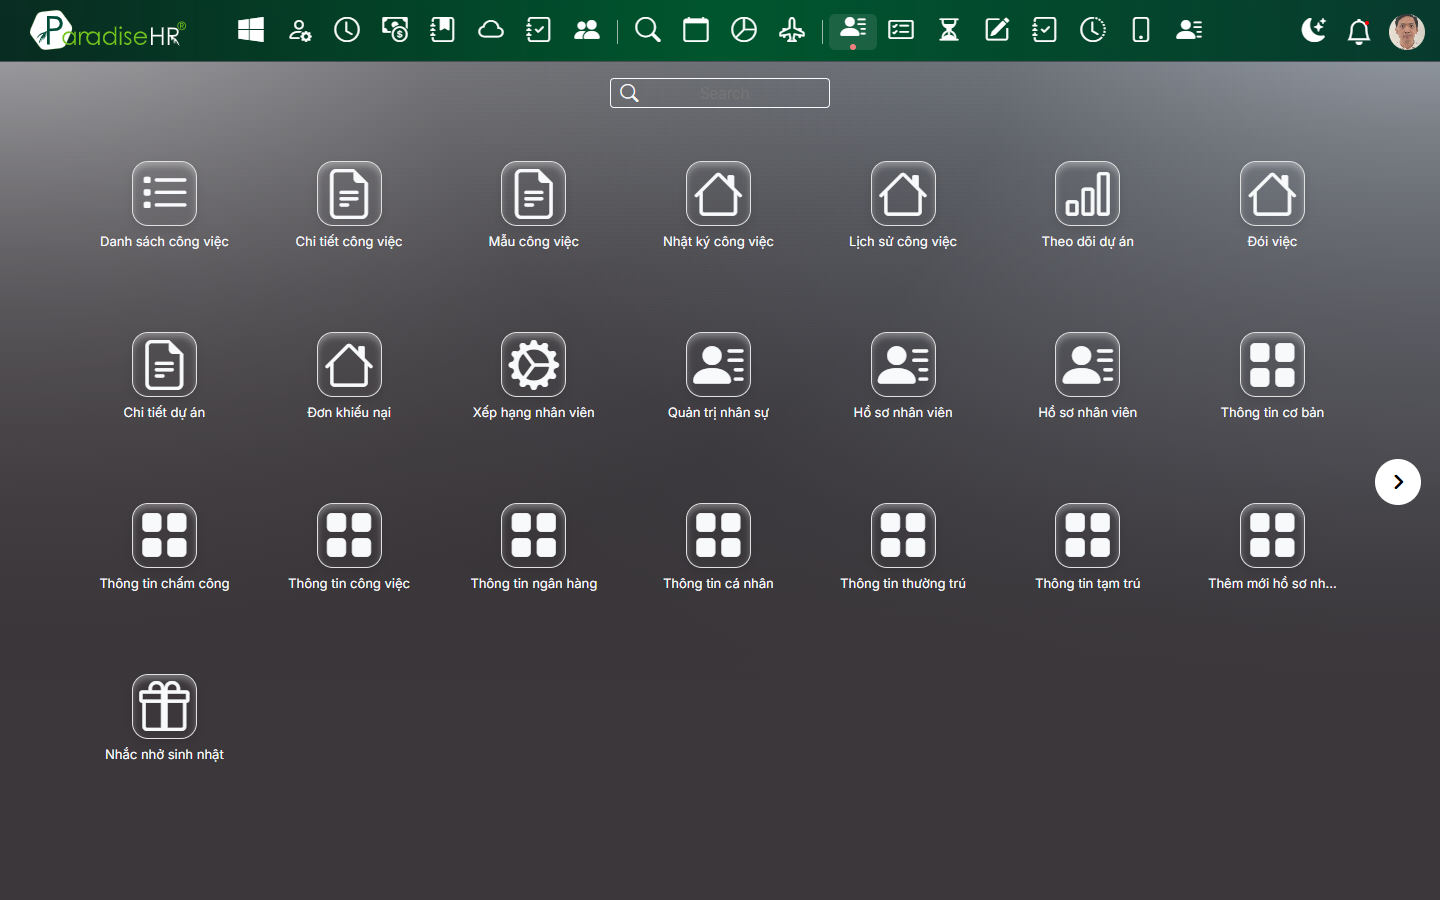 ParadiseHR®
Search
Danh sách công việc
Chi tiết công việc
Mẫu công việc
Nhật ký công việc
Lịch sử công việc
Theo dõi dự án
Đói việc
Chi tiết dự án
Đơn khiếu nại
Xếp hạng nhân viên
Quản trị nhân sự
Hồ sơ nhân viên
Hồ sơ nhân viên
Thông tin cơ bản
Thông tin chấm công
Thông tin công việc
Thông tin ngân hàng
Thông tin cá nhân
Thông tin thường trú
Thông tin tạm trú
Thêm mới hồ sơ nh...
Nhắc nhở sinh nhật